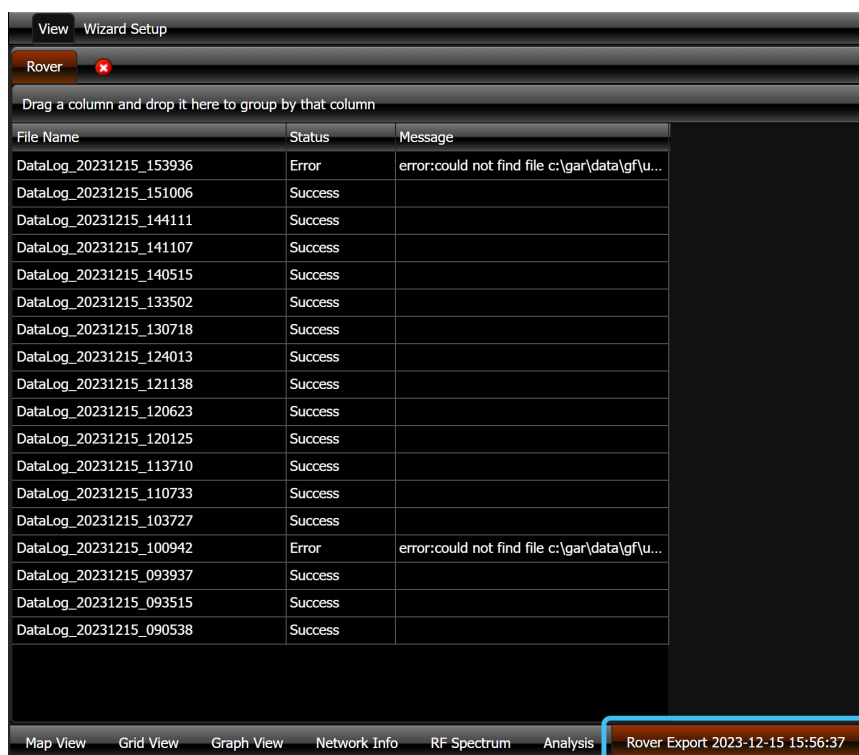 View Wizard Setup
Rover
Drag a column and drop it here to group by that column
File Name Status Message
DataLog_20231215_153936 Error error:could not find file c:\gar\data\gf\u...
DataLog_20231215_151006 Success
DataLog_20231215_144111 Success
DataLog_20231215_141107 Success
DataLog_20231215_140515 Success
DataLog_20231215_133502 Success
DataLog_20231215_130718 Success
DataLog_20231215_124013 Success
DataLog_20231215_121138 Success
DataLog_20231215_120623 Success
DataLog_20231215_120125 Success
DataLog_20231215_113710 Success
DataLog_20231215_110733 Success
DataLog_20231215_103727 Success
DataLog_20231215_100942 Error error:could not find file c:\gar\data\gf\u...
DataLog_20231215_093937 Success
DataLog_20231215_093515 Success
DataLog_20231215_090538 Success
Map View Grid View Graph View Network Info RF Spectrum Analysis Rover Export 2023-12-15 15:56:37